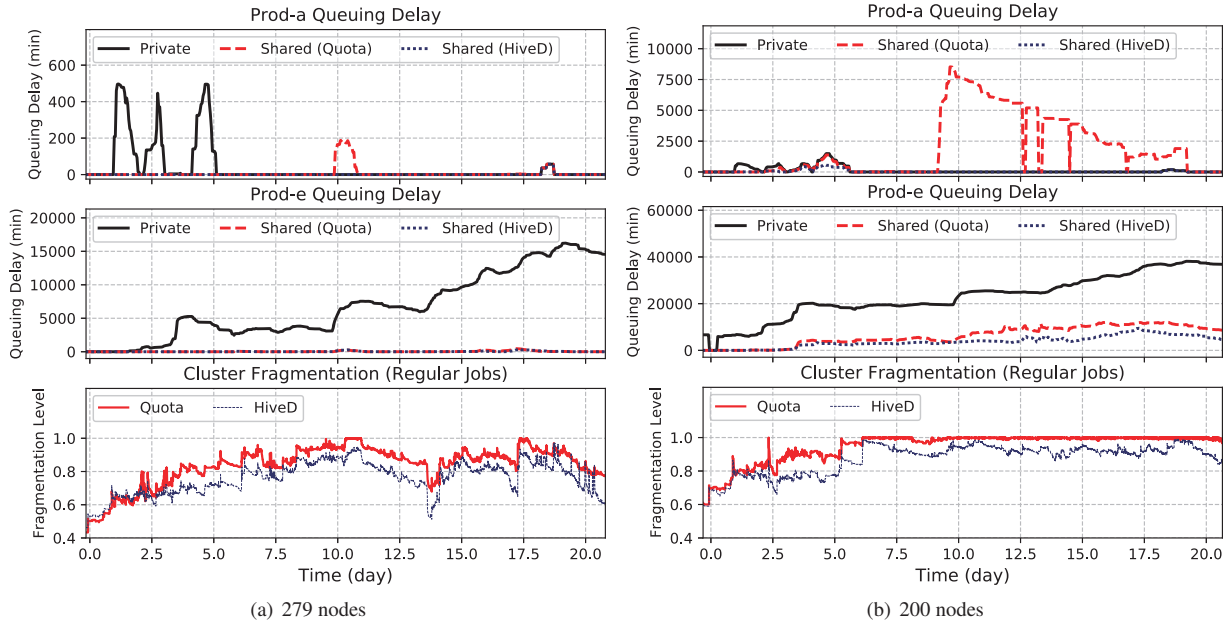 Prod-a Queuing Delay
Queuing Delay (min)
600
400
200
0
Private Shared (Quota) Shared (HiveD)
Prod-e Queuing Delay
Queuing Delay (min)
20000
15000
10000
5000
0
Private Shared (Quota) Shared (HiveD)
Cluster Fragmentation (Regular Jobs)
Fragmentation Level
1.0
0.8
0.6
0.4
Quota HiveD
0.0 2.5 5.0 7.5 10.0 12.5 15.0 17.5 20.0
Time (day)
(a) 279 nodes
Prod-a Queuing Delay
Queuing Delay (min)
10000
7500
5000
2500
0
Private Shared (Quota) Shared (HiveD)
Prod-e Queuing Delay
Queuing Delay (min)
60000
40000
20000
0
Private Shared (Quota) Shared (HiveD)
Cluster Fragmentation (Regular Jobs)
Fragmentation Level
1.0
0.8
0.6
0.4
Quota HiveD
0.0 2.5 5.0 7.5 10.0 12.5 15.0 17.5 20.0
Time (day)
(b) 200 nodes